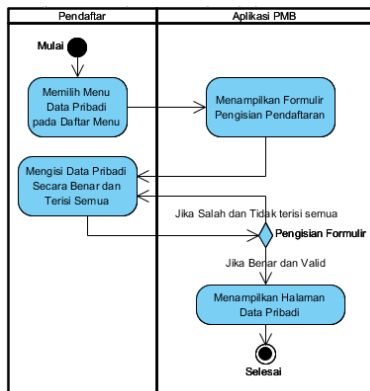 Pendaftar
Aplikasi PMB
Mulai
Memilih Menu
Data Pribadi
pada Daftar Menu
Menampilkan Formulir
Pengisian Pendaftaran
Mengisi Data Pribadi
Secara Benar dan
Terisi Semua
Jika Salah dan Tidak terisi semua
Pengisian Formulir
Jika Benar dan Valid
Menampilkan Halaman
Data Pribadi
Selesai